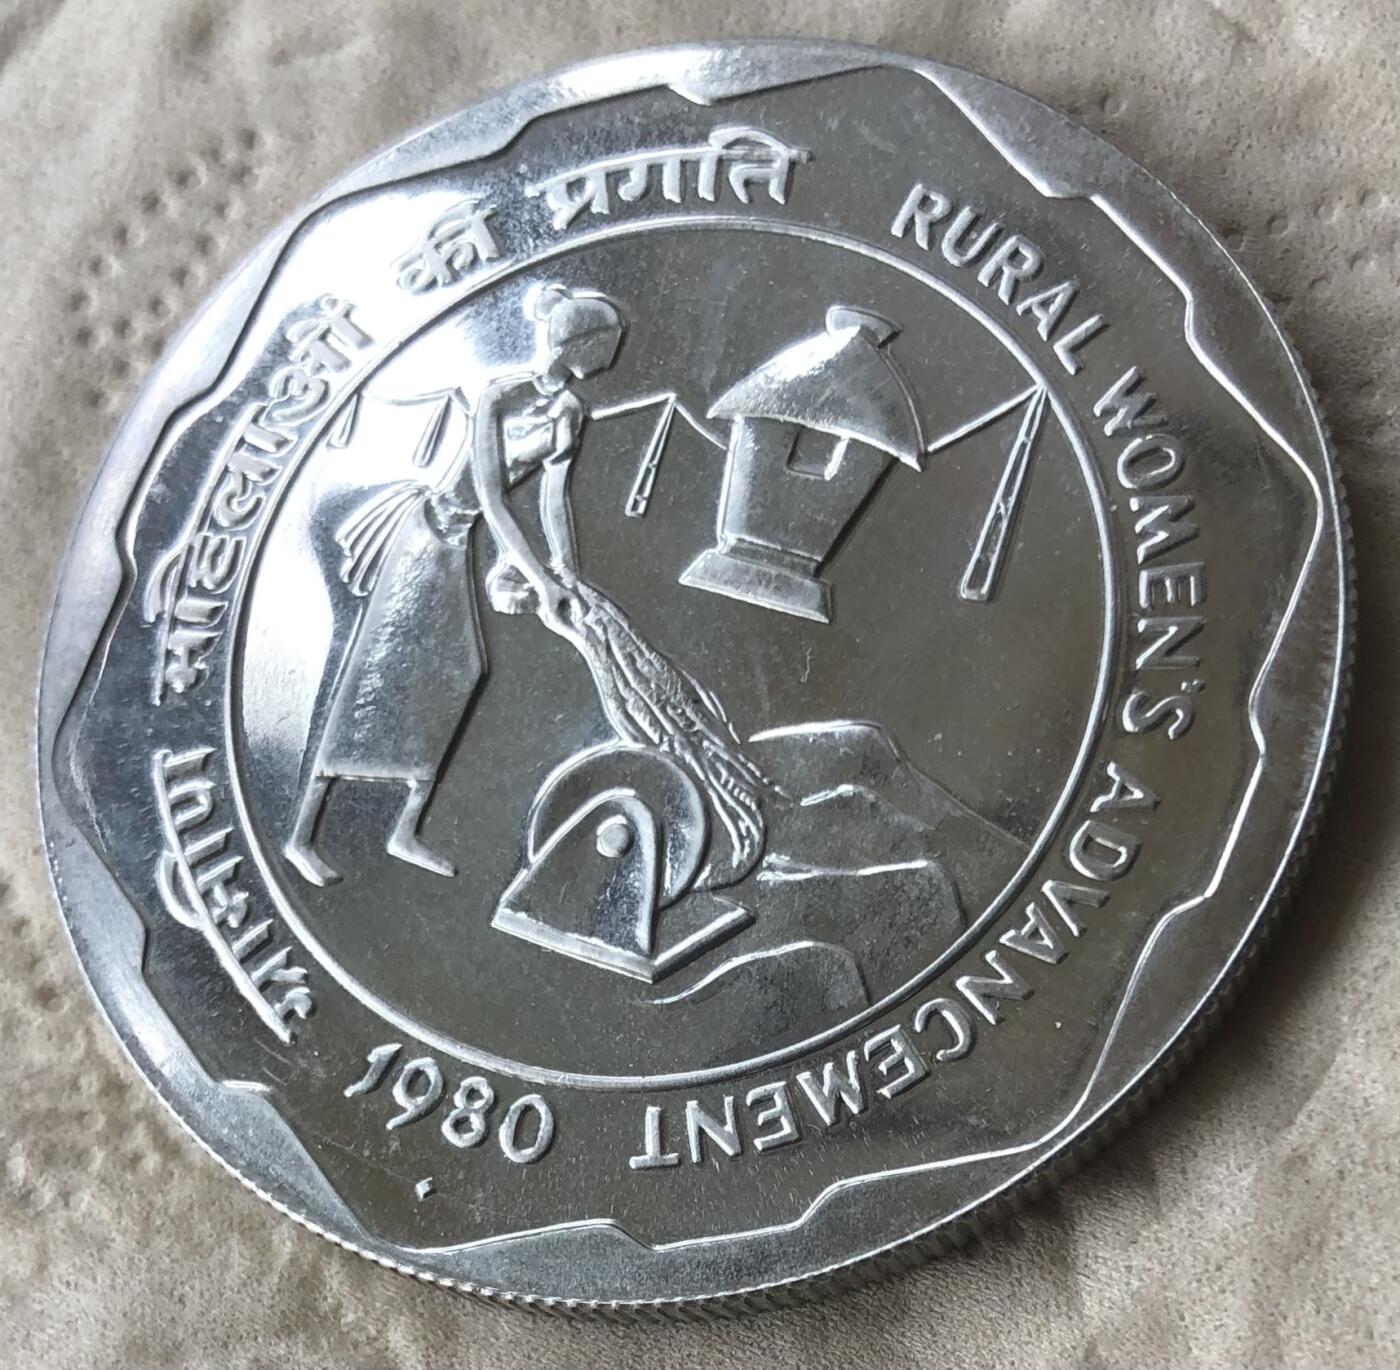 ग्रामीण महिलाओं की प्रगति
RURAL WOMEN'S ADVANCEMENT
1980